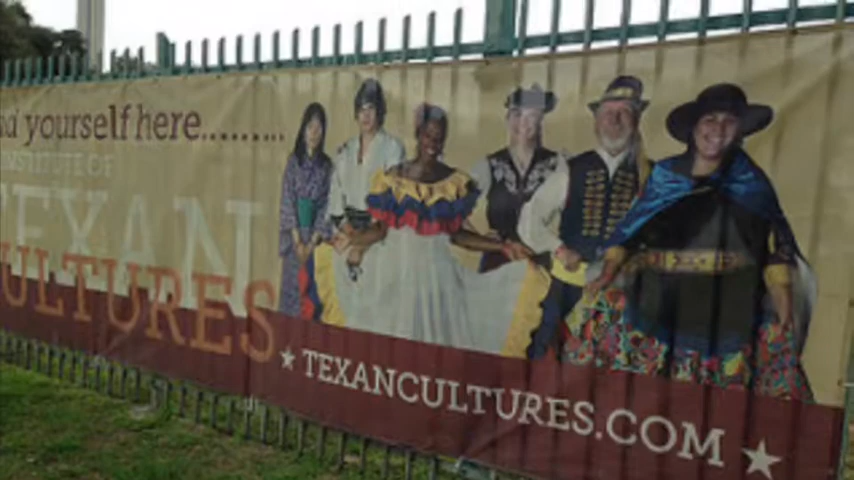 yourself here.........
INSTITUTE OF
TEXAN
CULTURES
★ TEXANCULTURES.COM ★